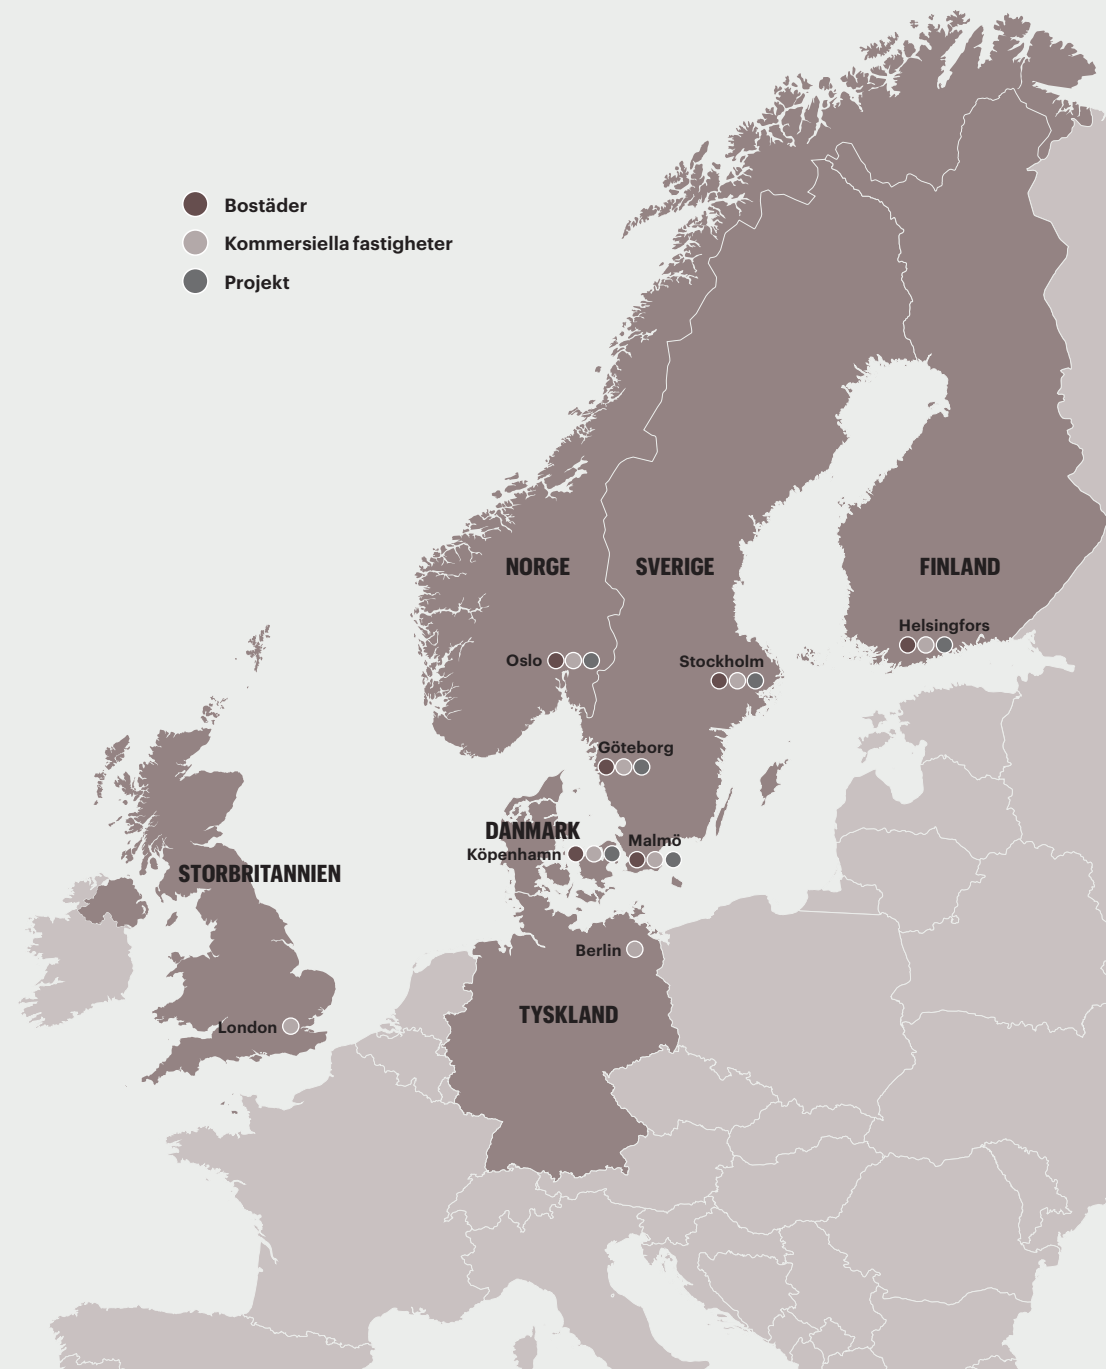 Bostäder
Kommersiella fastigheter
Projekt
NORGE
SVERIGE
FINLAND
Helsingfors
Oslo
Stockholm
Göteborg
DANMARK
Malmö
Köpenhamn
STORBRITANNIEN
Berlin
TYSKLAND
London